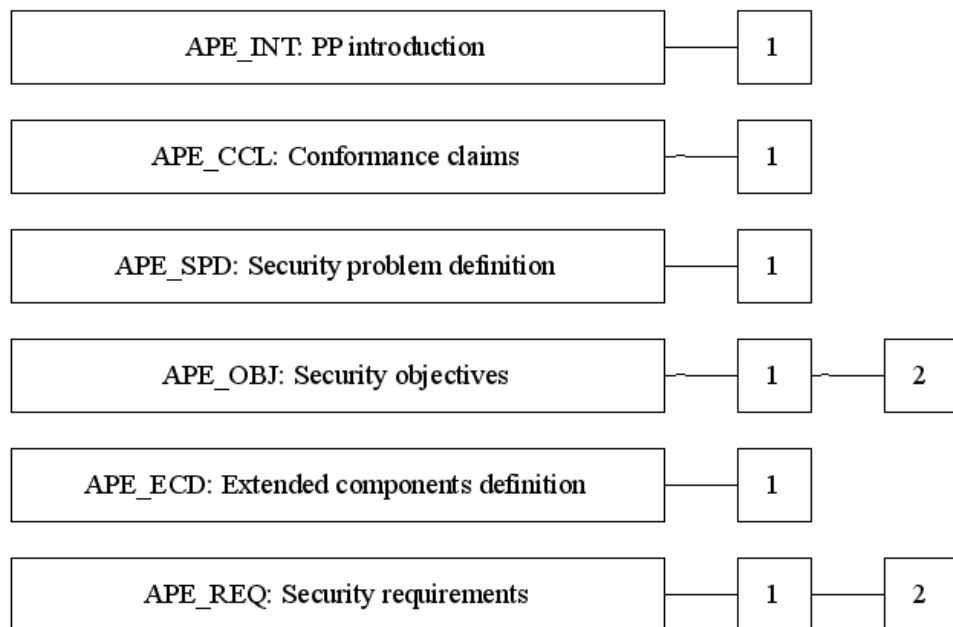 APE_INT: PP introduction 1
APE_CCL: Conformance claims 1
APE_SPD: Security problem definition 1
APE_OBJ: Security objectives 1 2
APE_ECD: Extended components definition 1
APE_REQ: Security requirements 1 2